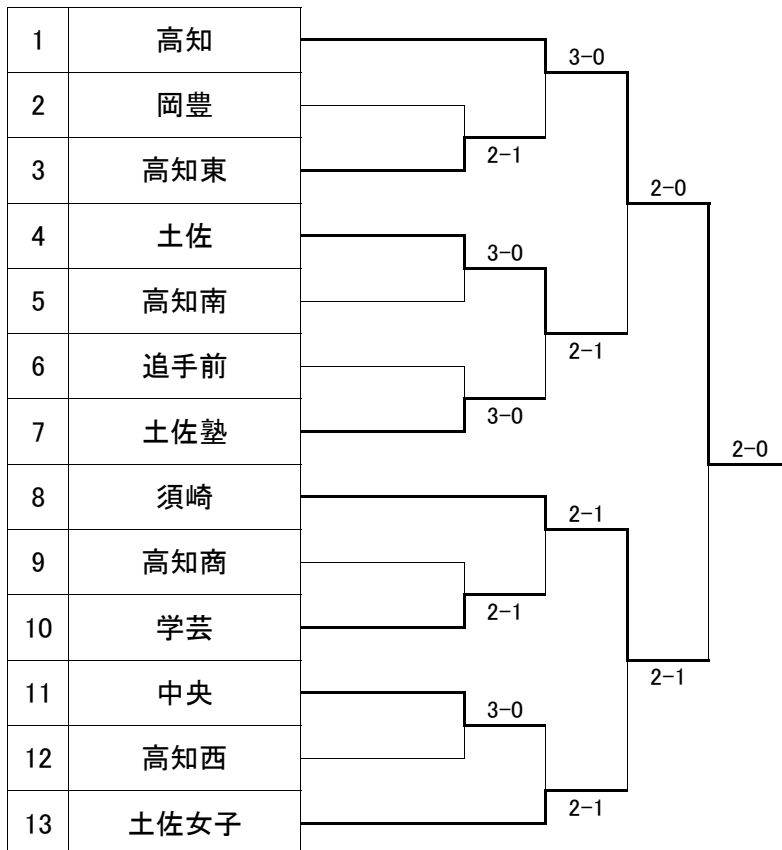 1 高知
3-0
2 岡豊
2-1
3 高知東
2-0
4 土佐
3-0
5 高知南
2-1
6 追手前
3-0
7 土佐塾
2-0
8 須崎
2-1
9 高知商
2-1
10 学芸
2-1
11 中央
3-0
12 高知西
2-1
13 土佐女子